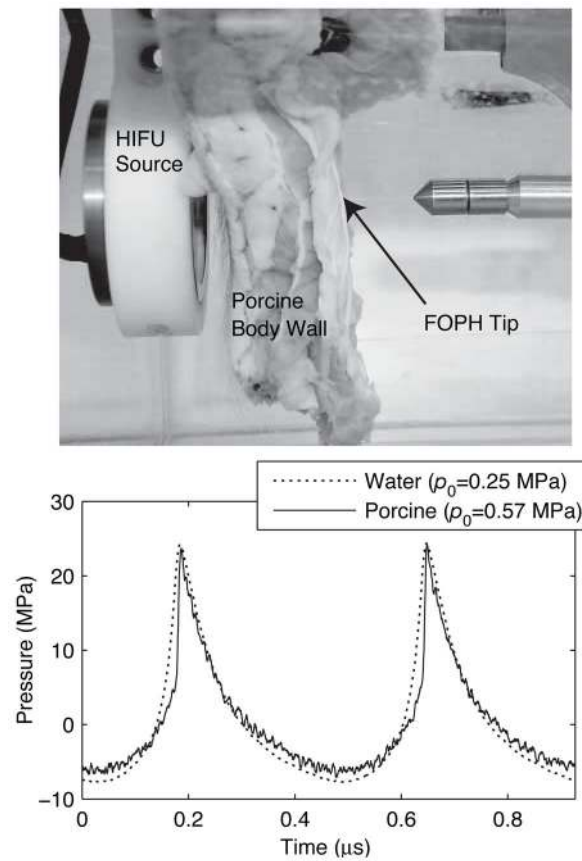 HIFU
Source
Porcine
Body Wall
FOPH Tip
Water (p0=0.25 MPa)
Porcine (p0=0.57 MPa)
30
20
10
0
−10
Pressure (MPa)
0
0.2
0.4
0.6
0.8
Time (μs)